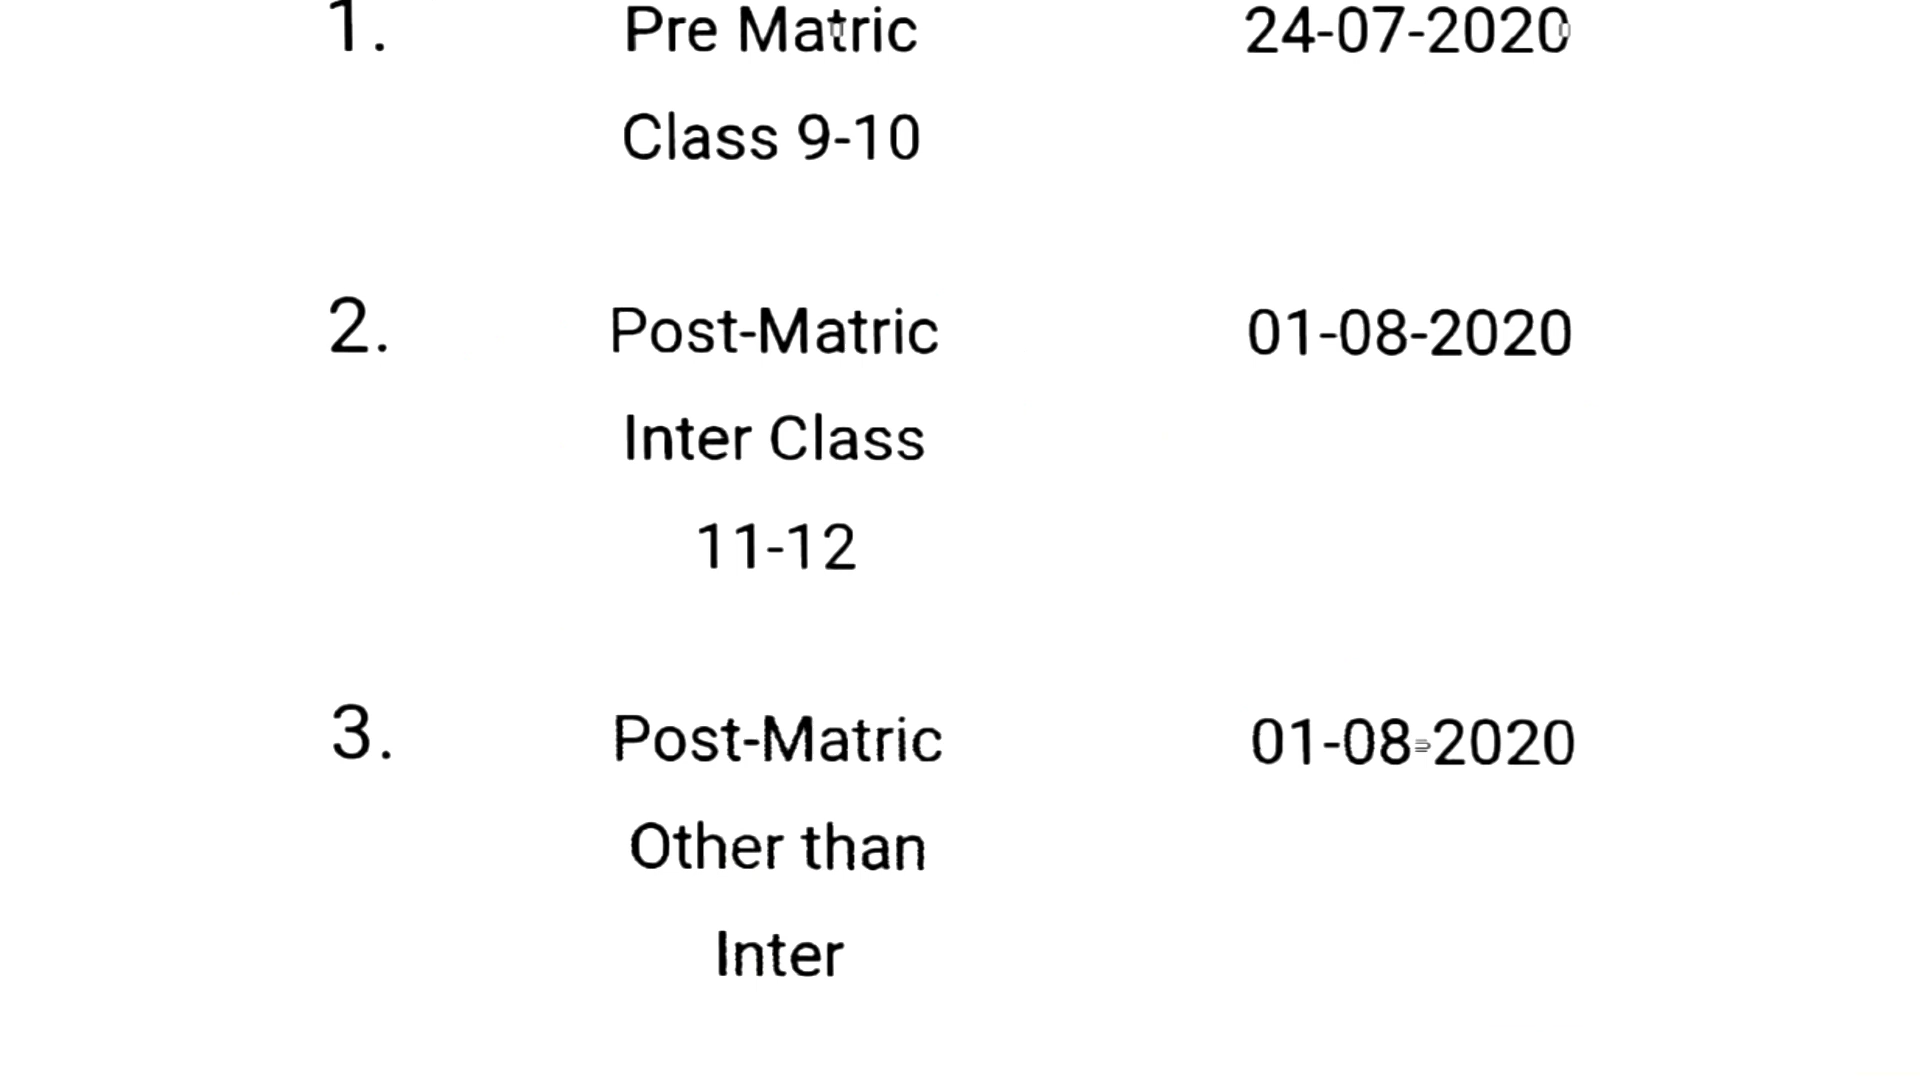 1. Pre Matric 24-07-2020
Class 9-10
2. Post-Matric 01-08-2020
Inter Class
11-12
3. Post-Matric 01-08-2020
Other than
Inter